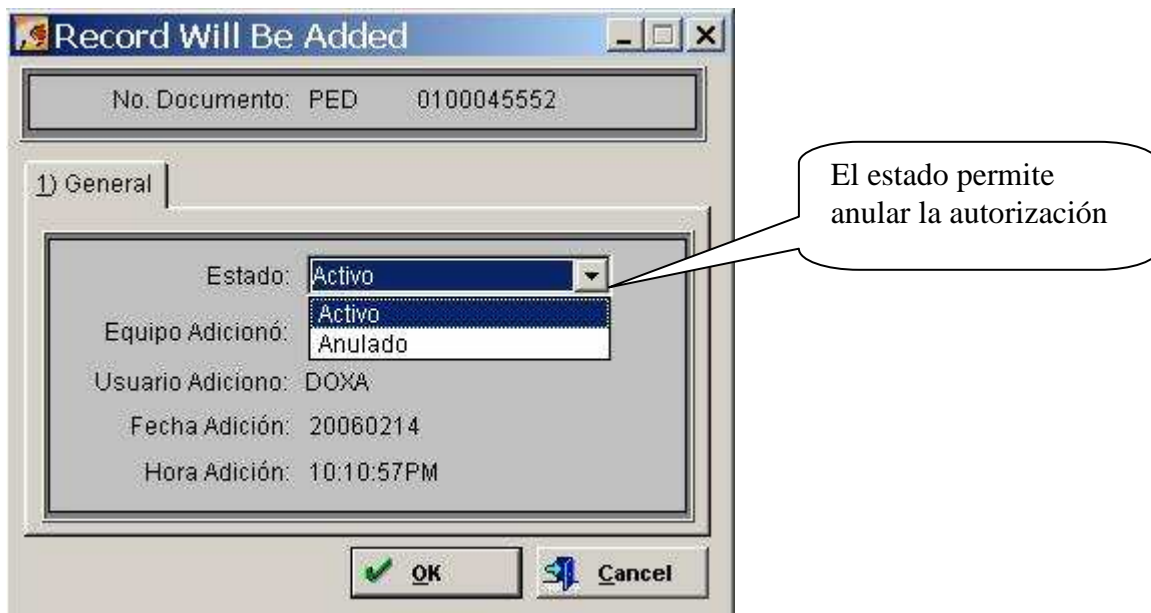 Record Will Be Added
No. Documento: PED 0100045552
1) General
El estado permite
anular la autorización
Estado: Activo
Activo
Anulado
Equipo Adicionó:
Usuario Adiciono: DOXA
Fecha Adición: 20060214
Hora Adición: 10:10:57PM
OK
Cancel